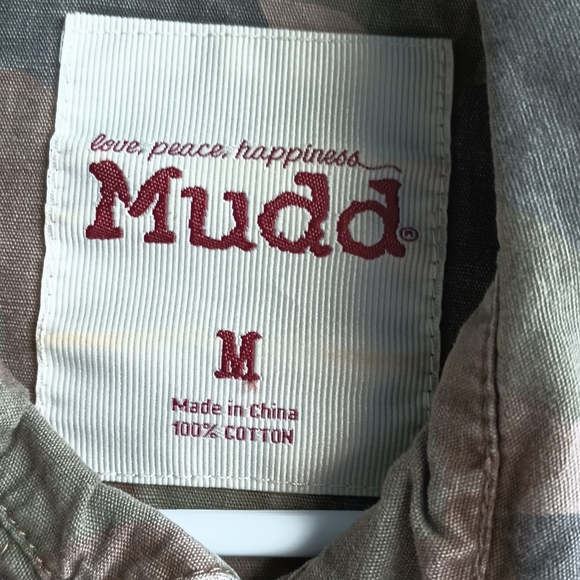 love. peace. happiness
Mudd®
M
Made in China
100% COTTON